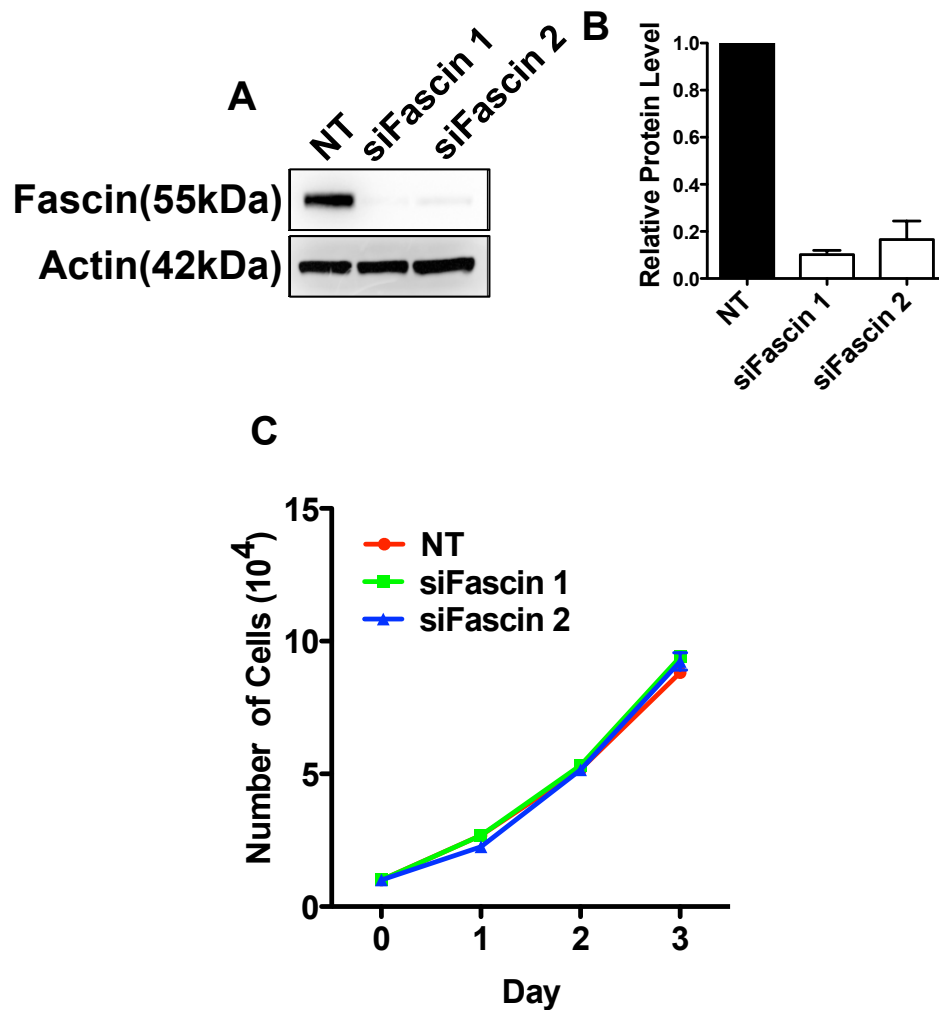 A
NT
siFascin 1
siFascin 2
Fascin(55kDa)
Actin(42kDa)
B
Relative Protein Level
1.0
0.8
0.6
0.4
0.2
0.0
NT
siFascin 1
siFascin 2
C
Number of Cells (10^4)
15
10
5
0
NT
siFascin 1
siFascin 2
0 1 2 3
Day